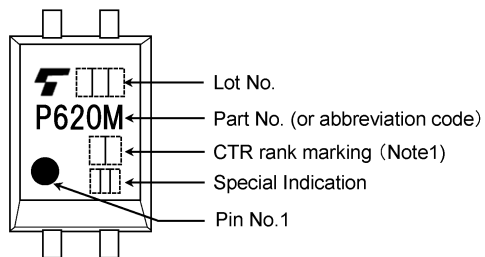 Lot No.
P620M
Part No. (or abbreviation code)
CTR rank marking (Note1)
Special Indication
Pin No.1